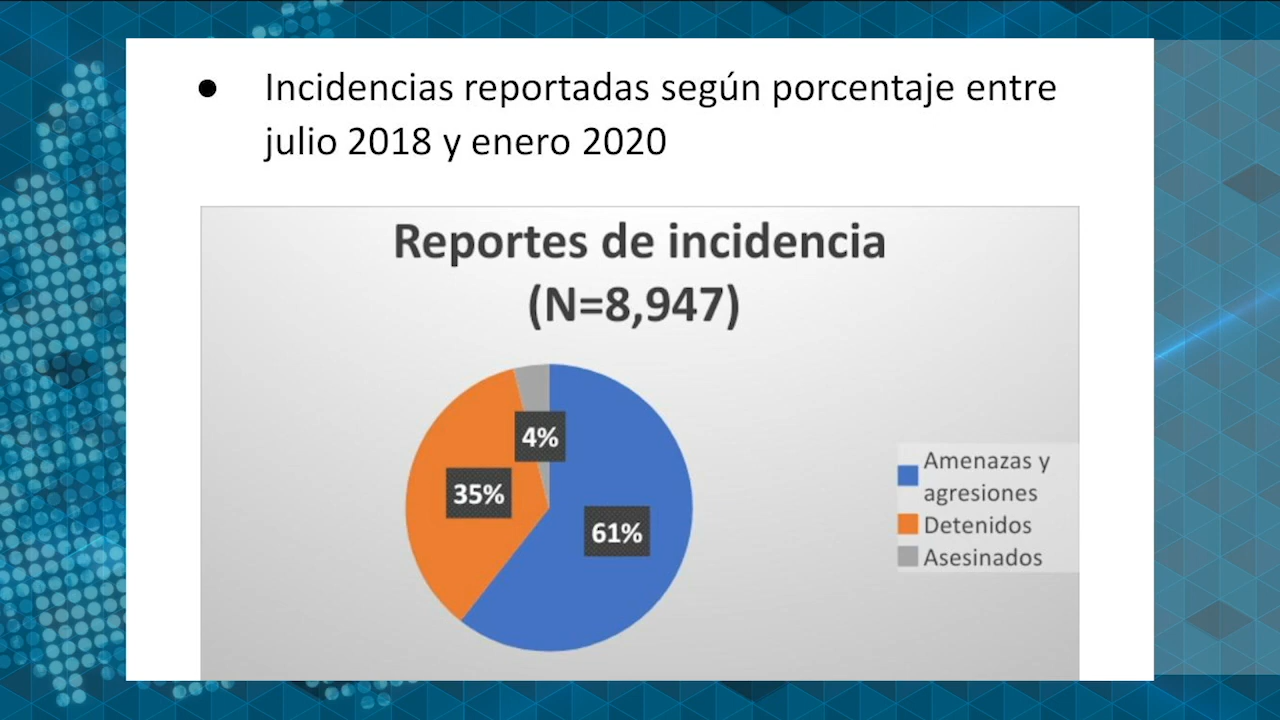 ● Incidencias reportadas según porcentaje entre
julio 2018 y enero 2020
Reportes de incidencia
(N=8,947)
4%
35%
61%
Amenazas y
agresiones
Detenidos
Asesinados